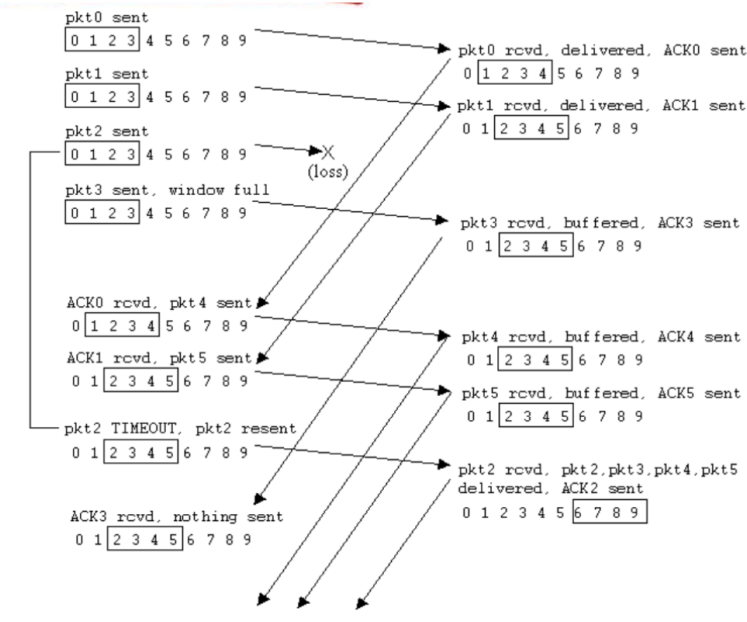 pkt0 sent
0 1 2 3 4 5 6 7 8 9
pkt1 sent
0 1 2 3 4 5 6 7 8 9
pkt2 sent
0 1 2 3 4 5 6 7 8 9
X
(loss)
pkt3 sent, window full
0 1 2 3 4 5 6 7 8 9
ACK0 rcvd, pkt4 sent
0 1 2 3 4 5 6 7 8 9
ACK1 rcvd, pkt5 sent
0 1 2 3 4 5 6 7 8 9
pkt2 TIMEOUT, pkt2 resent
0 1 2 3 4 5 6 7 8 9
ACK3 rcvd, nothing sent
0 1 2 3 4 5 6 7 8 9
pkt0 rcvd, delivered, ACK0 sent
0 1 2 3 4 5 6 7 8 9
pkt1 rcvd, delivered, ACK1 sent
0 1 2 3 4 5 6 7 8 9
pkt3 rcvd, buffered, ACK3 sent
0 1 2 3 4 5 6 7 8 9
pkt4 rcvd, buffered, ACK4 sent
0 1 2 3 4 5 6 7 8 9
pkt5 rcvd, buffered, ACK5 sent
0 1 2 3 4 5 6 7 8 9
pkt2 rcvd, pkt2,pkt3,pkt4,pkt5
delivered, ACK2 sent
0 1 2 3 4 5 6 7 8 9